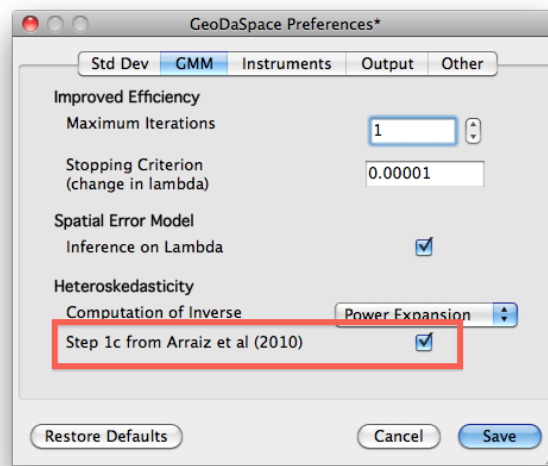 GeoDaSpace Preferences*
Std Dev GMM Instruments Output Other
Improved Efficiency
Maximum Iterations 1
Stopping Criterion 0.00001
(change in lambda)
Spatial Error Model
Inference on Lambda
Heteroskedasticity
Computation of Inverse Power Expansion
Step 1c from Arraiz et al (2010)
Restore Defaults Cancel Save